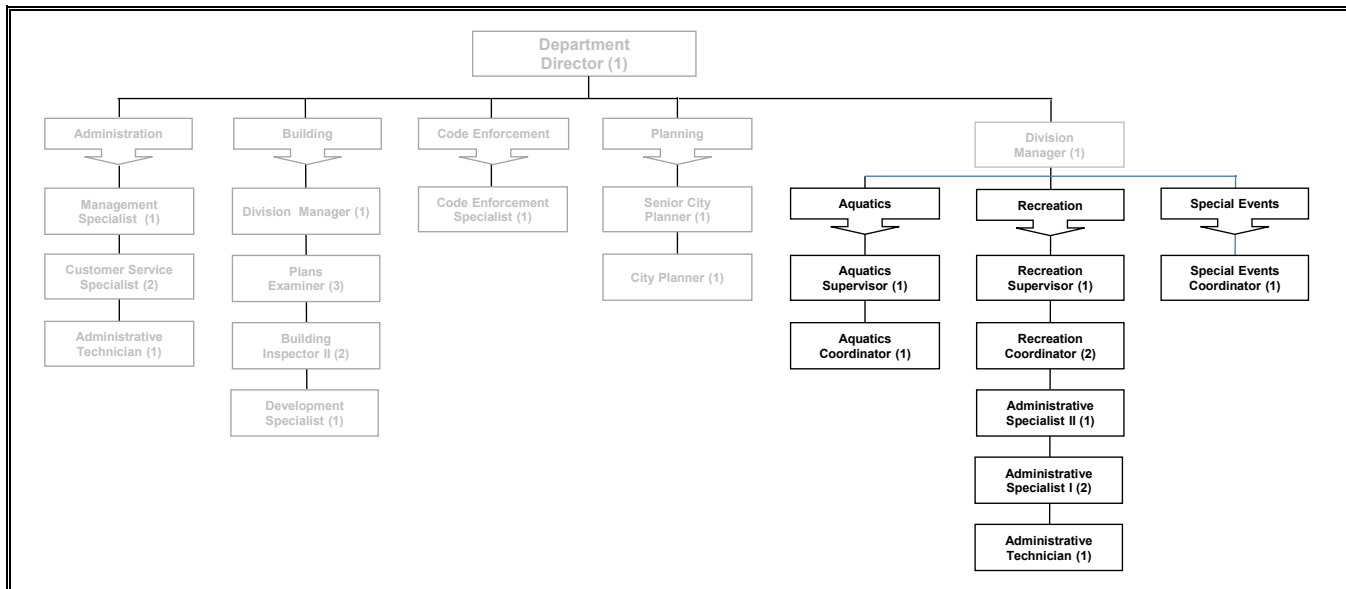 Department
Director (1)
Administration
Building
Code Enforcement
Planning
Division
Manager (1)
Management
Specialist (1)
Division Manager (1)
Code Enforcement
Specialist (1)
Senior City
Planner (1)
Aquatics
Recreation
Special Events
Customer Service
Specialist (2)
Plans
Examiner (3)
City Planner (1)
Aquatics
Supervisor (1)
Recreation
Supervisor (1)
Special Events
Coordinator (1)
Administrative
Technician (1)
Building
Inspector II (2)
Aquatics
Coordinator (1)
Recreation
Coordinator (2)
Development
Specialist (1)
Administrative
Specialist II (1)
Administrative
Specialist I (2)
Administrative
Technician (1)